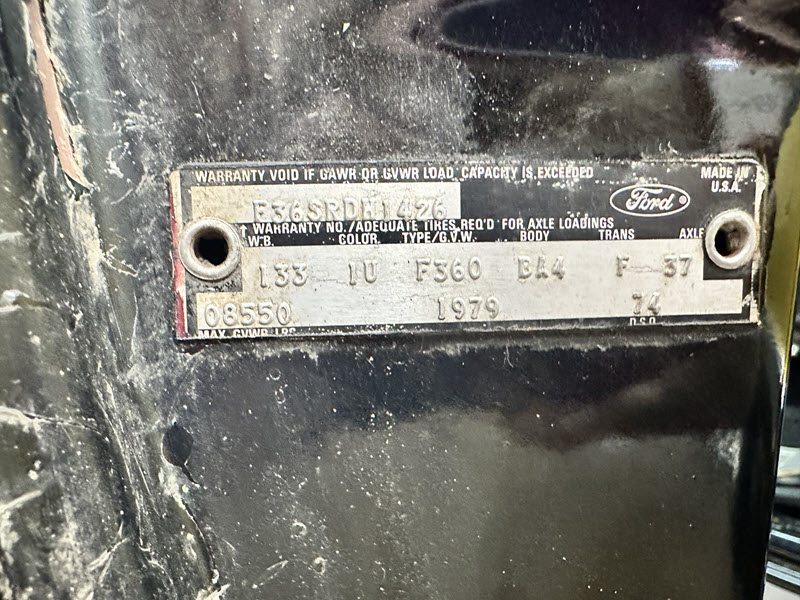 WARRANTY VOID IF GAWR OR GVWR LOAD CAPACITY IS EXCEEDED
MADE IN
U.S.A.
Ford ®
F36SRDH1426
↑ WARRANTY NO./ADEQUATE TIRES REQ'D FOR AXLE LOADINGS
W.B. COLOR TYPE/G.V.W. BODY TRANS AXLE
133 1U F360 BA4 F 37
08550 1979 74
MAX. GVWR LBS D.S.O.